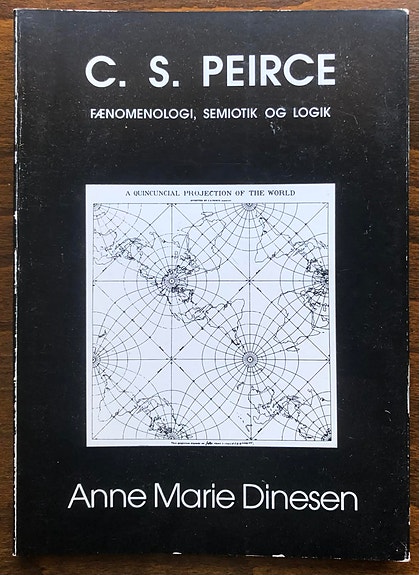 C. S. PEIRCE
FÆNOMENOLOGI, SEMIOTIK OG LOGIK
A QUINCUNCIAL PROJECTION OF THE WORLD
Anne Marie Dinesen